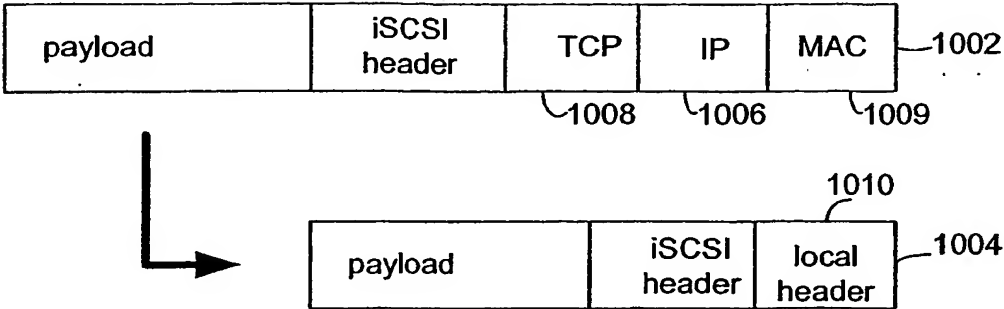 payload
iSCSI
header
TCP
IP
MAC
1002
1008
1006
1009
1010
payload
iSCSI
header
local
header
1004